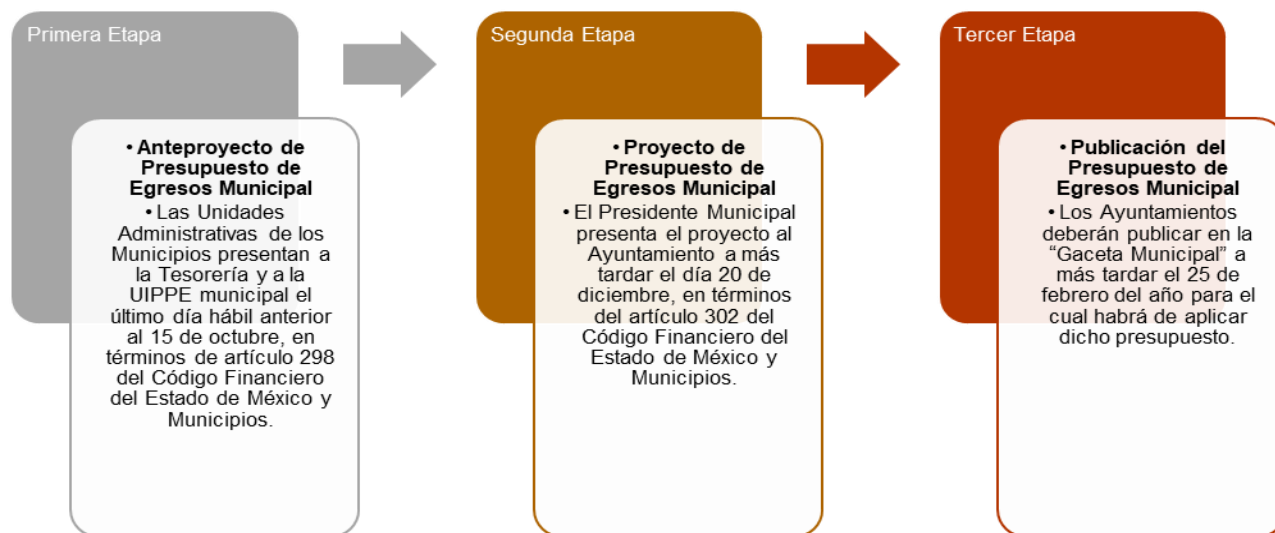 Primera Etapa
• Anteproyecto de
Presupuesto de
Egresos Municipal
• Las Unidades
Administrativas de los
Municipios presentan a
la Tesorería y a la
UIPPE municipal el
último día hábil anterior
al 15 de octubre, en
términos de artículo 298
del Código Financiero
del Estado de México y
Municipios.
Segunda Etapa
• Proyecto de
Presupuesto de
Egresos Municipal
• El Presidente Municipal
presenta el proyecto al
Ayuntamiento a más
tardar el día 20 de
diciembre, en términos
del artículo 302 del
Código Financiero del
Estado de México y
Municipios.
Tercer Etapa
• Publicación del
Presupuesto de
Egresos Municipal
• Los Ayuntamientos
deberán publicar en la
“Gaceta Municipal” a
más tardar el 25 de
febrero del año para el
cual habrá de aplicar
dicho presupuesto.